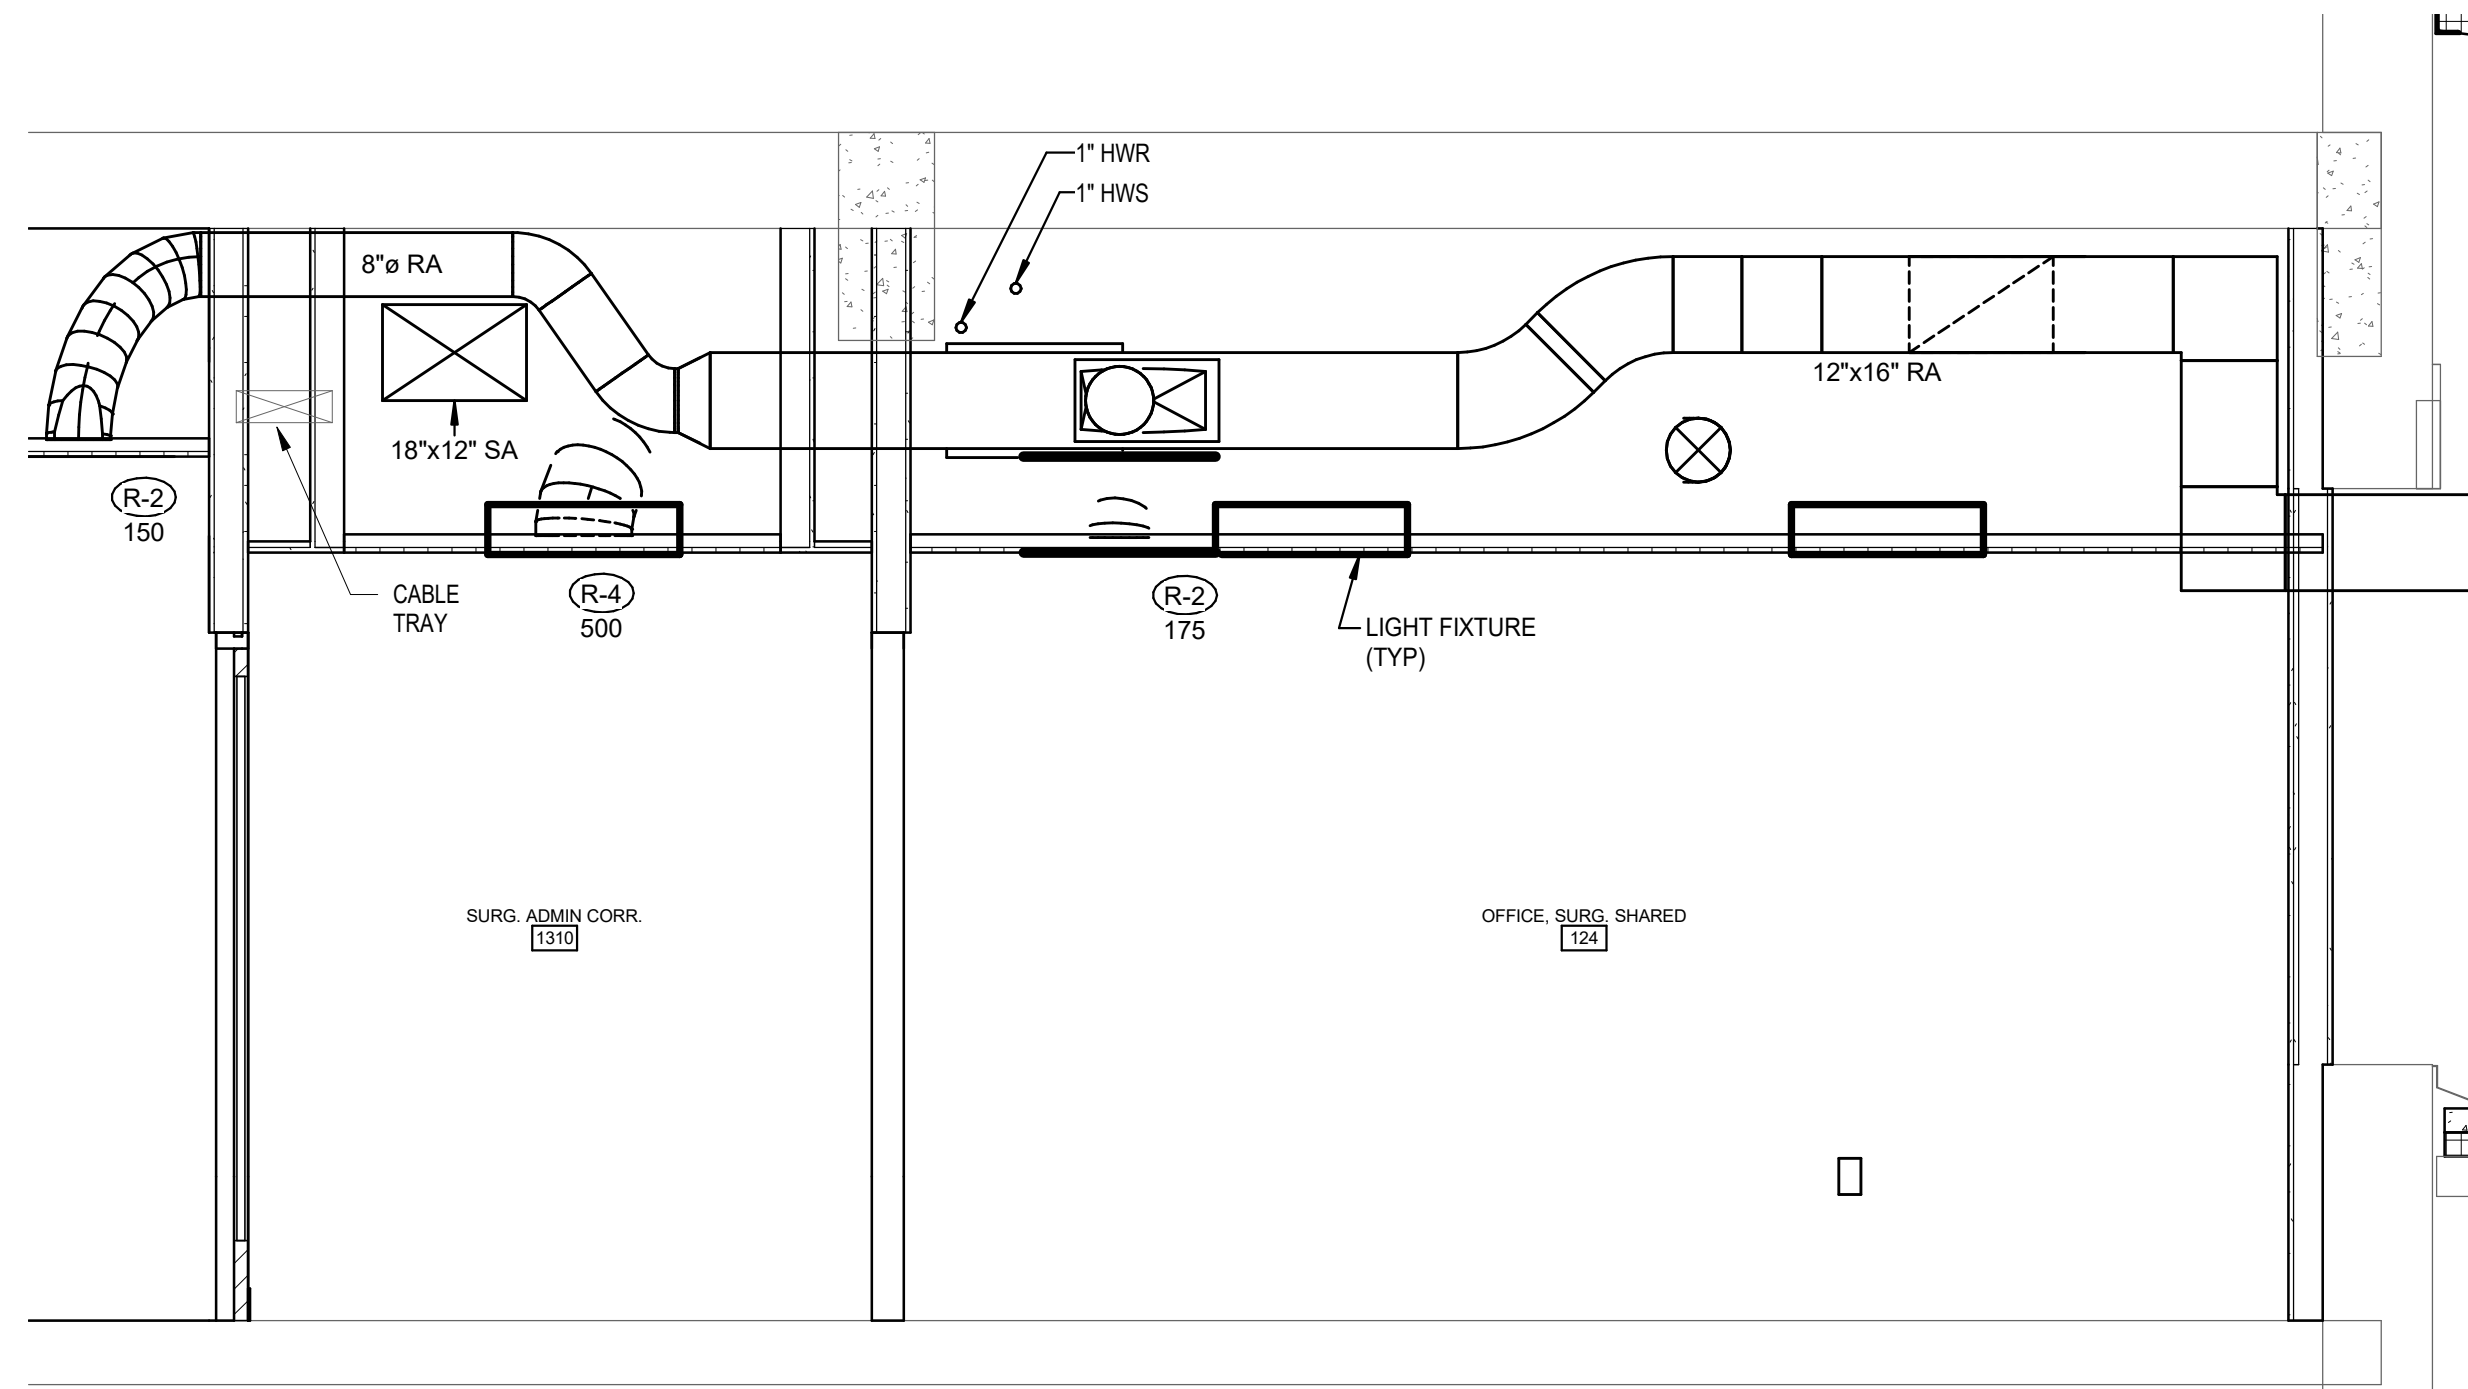 1" HWR
1" HWS
8"ø RA
12"x16" RA
18"x12" SA
R-2
150
CABLE
TRAY
R-4
500
R-2
175
LIGHT FIXTURE
(TYP)
SURG. ADMIN CORR.
1310
OFFICE, SURG. SHARED
124